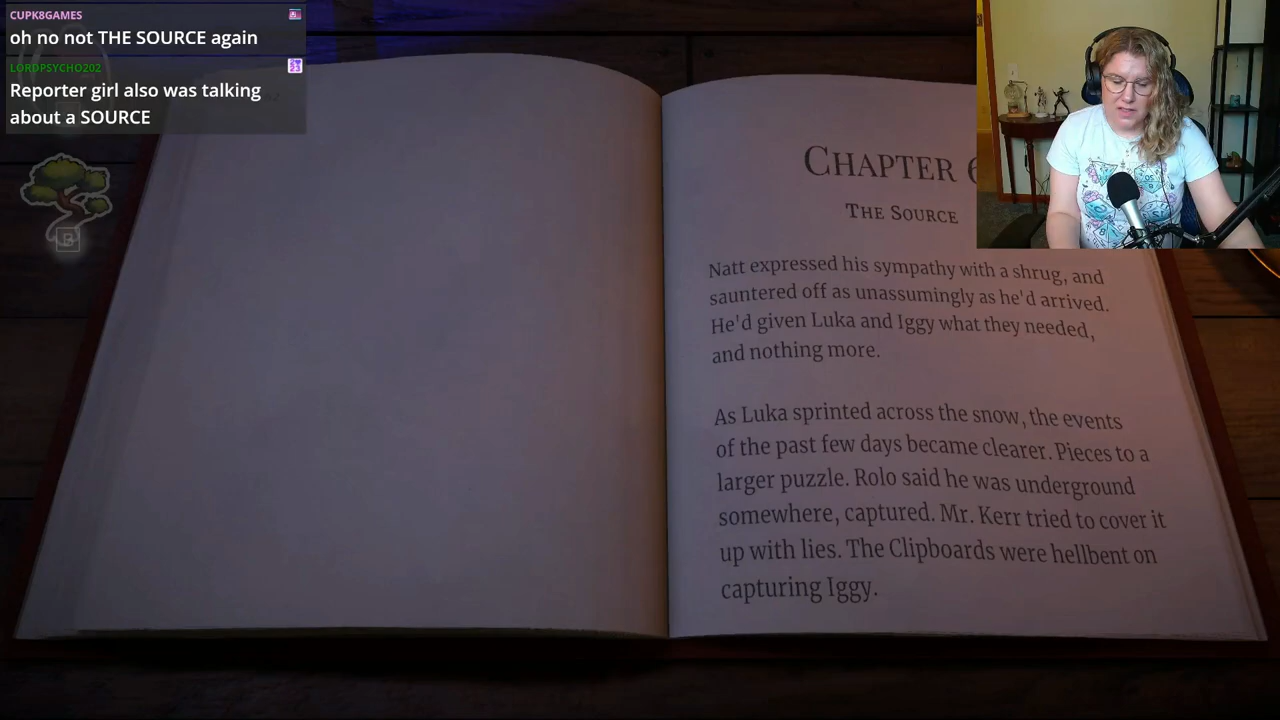 CUPK8GAMES
oh no not THE SOURCE again
LORDPSYCHO202
Reporter girl also was talking
about a SOURCE
B
CHAPTER 6
THE SOURCE
Natt expressed his sympathy with a shrug, and
sauntered off as unassumingly as he'd arrived.
He'd given Luka and Iggy what they needed,
and nothing more.
As Luka sprinted across the snow, the events
of the past few days became clearer. Pieces to a
larger puzzle. Rolo said he was underground
somewhere, captured. Mr. Kerr tried to cover it
up with lies. The Clipboards were hellbent on
capturing Iggy.